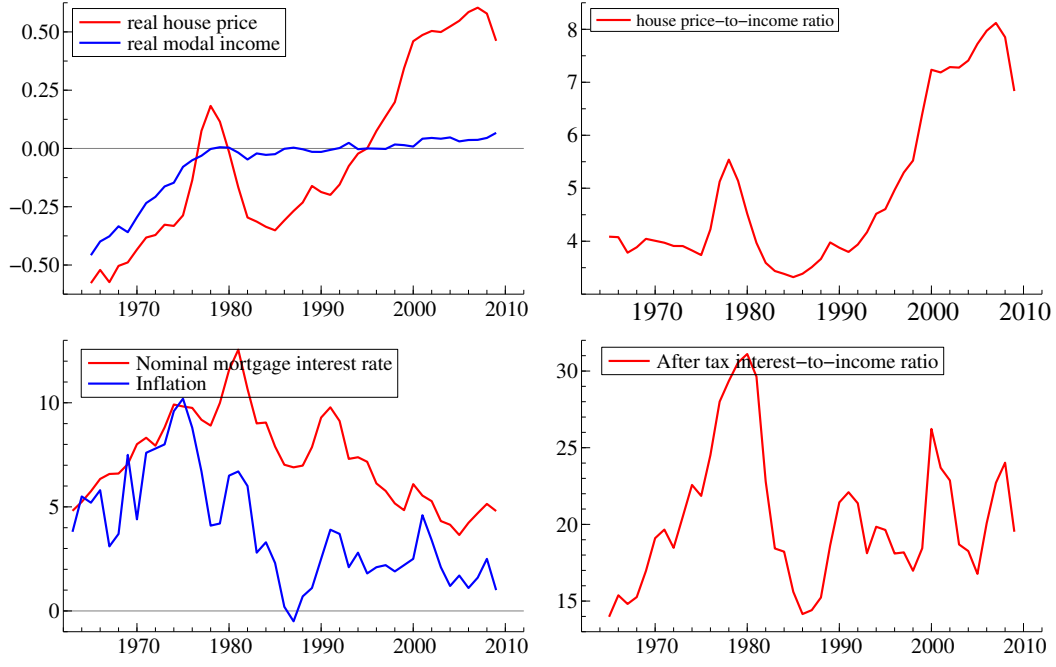 real house price
real modal income
0.50
0.25
0.00
−0.25
−0.50
1970 1980 1990 2000 2010
house price−to−income ratio
8
6
4
1970 1980 1990 2000 2010
Nominal mortgage interest rate
Inflation
10
5
0
1970 1980 1990 2000 2010
After tax interest−to−income ratio
30
25
20
15
1970 1980 1990 2000 2010